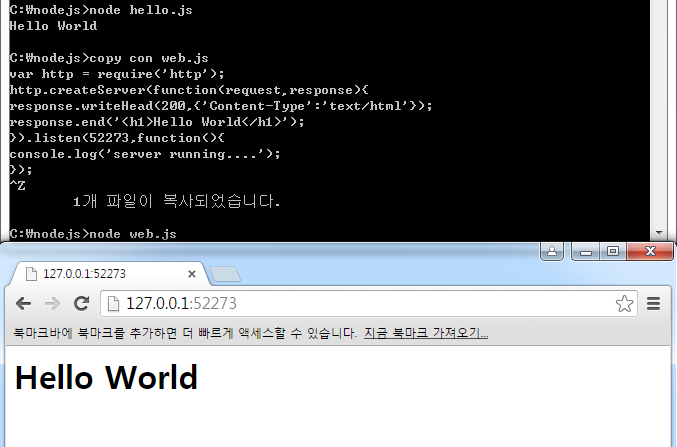 C:₩nodejs>node hello.js
Hello World
C:₩nodejs>copy con web.js
var http = require('http');
http.createServer(function(request,response){
response.writeHead(200,{'Content-Type':'text/html'});
response.end('<h1>Hello World</h1>');
}).listen(52273,function(){
console.log('server running....');
});
^Z
1개 파일이 복사되었습니다.
C:₩nodejs>node web.js
127.0.0.1:52273
127.0.0.1:52273
북마크바에 북마크를 추가하면 더 빠르게 액세스할 수 있습니다. 지금 북마크 가져오기...
Hello World